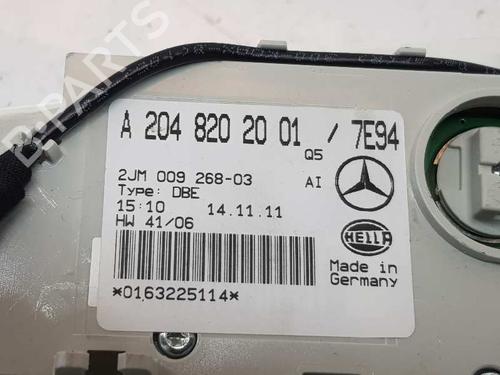 A 204 820 20 01 / 7E94
Q5
2JM 009 268-03 AI
Type: DBE
15:10 14.11.11
HW 41/06
HELLA
Made in
Germany
*0163225114*
B-PARTS